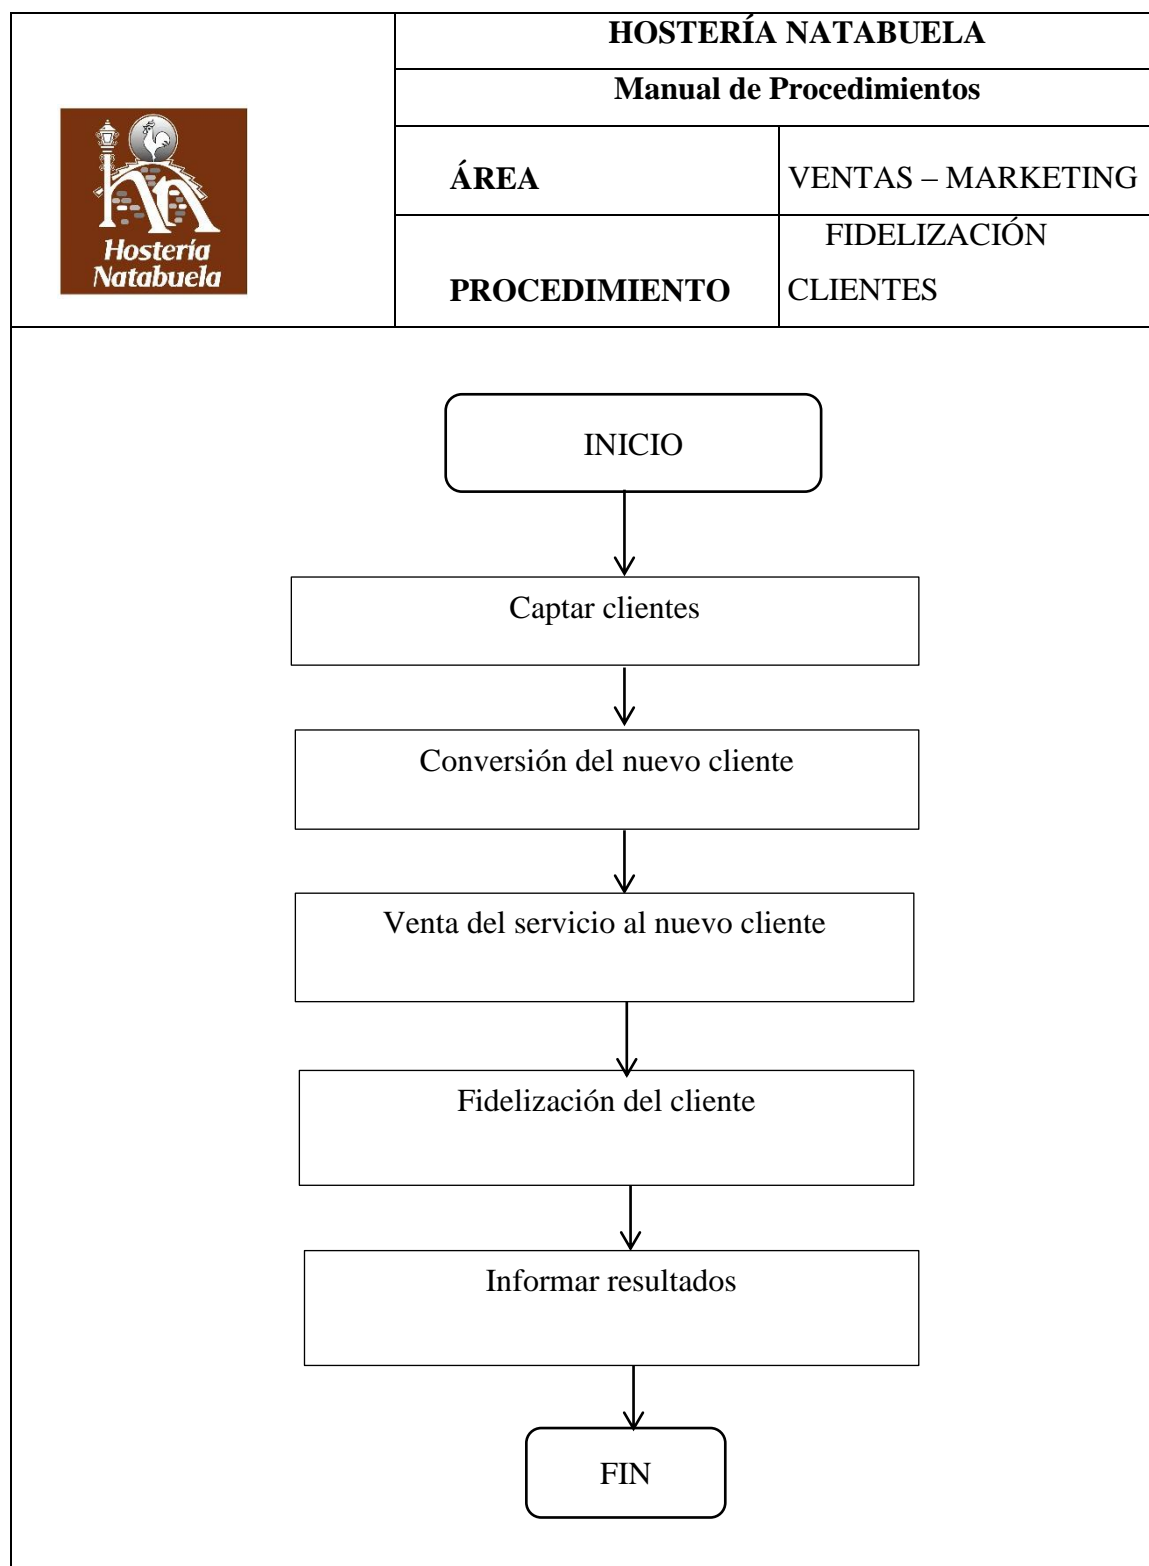 HOSTERÍA NATABUELA
Manual de Procedimientos
Hostería
Natabuela
ÁREA
VENTAS – MARKETING
PROCEDIMIENTO
FIDELIZACIÓN
CLIENTES
INICIO
Captar clientes
Conversión del nuevo cliente
Venta del servicio al nuevo cliente
Fidelización del cliente
Informar resultados
FIN